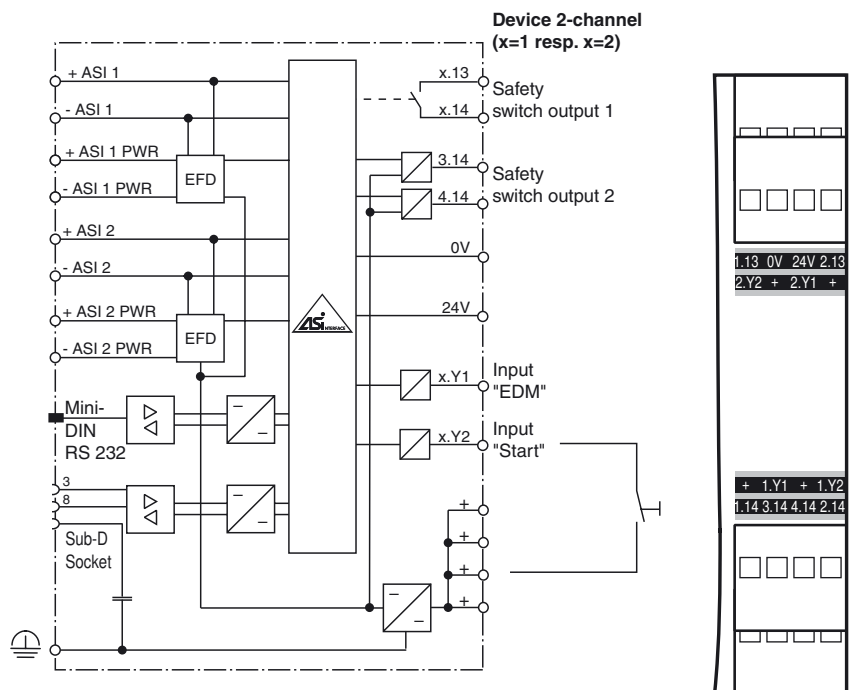 Device 2-channel
(x=1 resp. x=2)
+ ASI 1
- ASI 1
+ ASI 1 PWR
- ASI 1 PWR
EFD
+ ASI 2
- ASI 2
+ ASI 2 PWR
- ASI 2 PWR
EFD
Mini-
DIN
RS 232
3
8
Sub-D
Socket
ASi INTERFACE
x.13
x.14
Safety
switch output 1
3.14
4.14
Safety
switch output 2
0V
24V
x.Y1
Input
"EDM"
x.Y2
Input
"Start"
+
+
+
+
1.13 0V 24V 2.13
2.Y2 + 2.Y1 +
+ 1.Y1 + 1.Y2
1.14 3.14 4.14 2.14